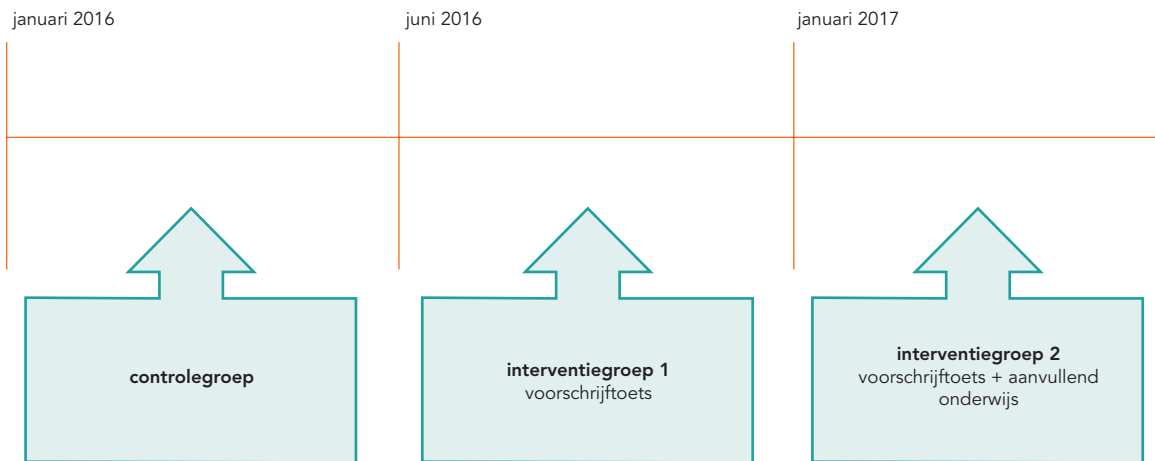 januari 2016
juni 2016
januari 2017
controlegroep
interventiegroep 1
voorschrijftoets
interventiegroep 2
voorschrijftoets + aanvullend
onderwijs